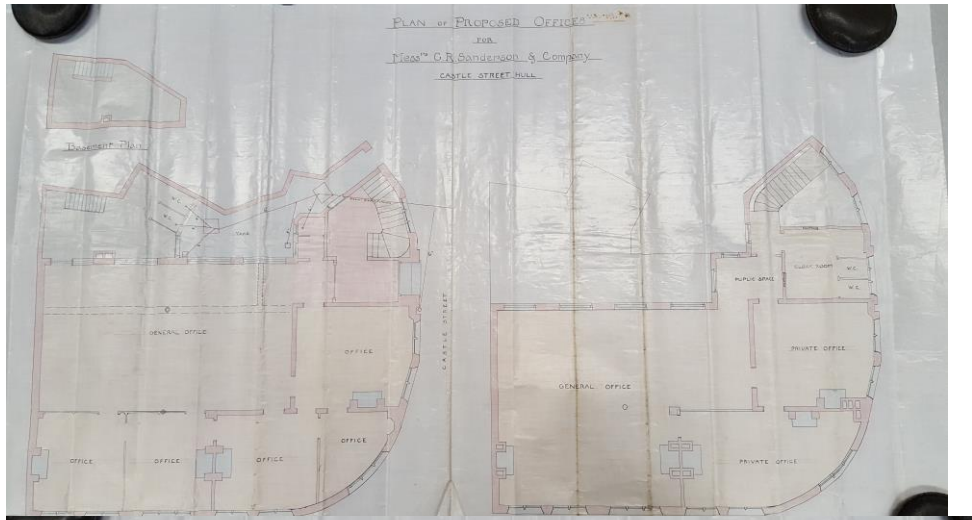 PLAN OF PROPOSED OFFICES
FOR
Messrs G.R. Sanderson & Company
CASTLE STREET, HULL
Basement Plan
W.C.
W.C.
YARD
GENERAL OFFICE
OFFICE
OFFICE
OFFICE
OFFICE
OFFICE
CASTLE STREET
PUBLIC SPACE
W.C.
W.C.
GENERAL OFFICE
PRIVATE OFFICE
PRIVATE OFFICE